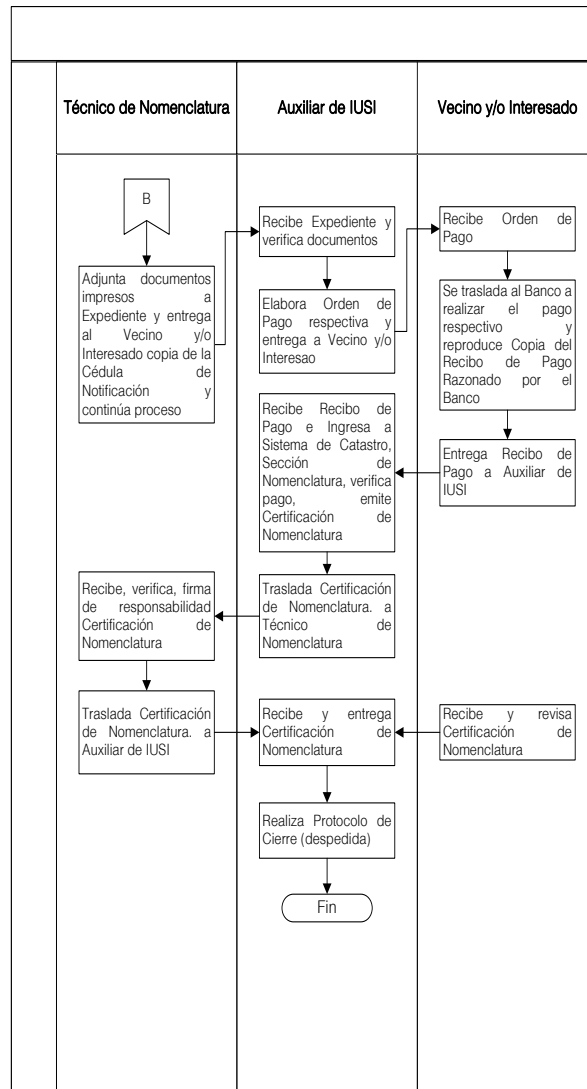 Técnico de Nomenclatura
Auxiliar de IUSI
Vecino y/o Interesado
B
Adjunta documentos
impresos a
Expediente y entrega
al Vecino y/o
Interesado copia de la
Cédula de
Notificación y
continúa proceso
Recibe Expediente y
verifica documentos
Elabora Orden de
Pago respectiva y
entrega a Vecino y/o
Interesao
Recibe Orden de
Pago
Se traslada al Banco a
realizar el pago
respectivo y
reproduce Copia del
Recibo de Pago
Razonado por el
Banco
Entrega Recibo de
Pago a Auxiliar de
IUSI
Recibe Recibo de
Pago e Ingresa a
Sistema de Catastro,
Sección de
Nomenclatura, verifica
pago, emite
Certificación de
Nomenclatura
Traslada Certificación
de Nomenclatura. a
Técnico de
Nomenclatura
Recibe, verifica, firma
de responsabilidad
Certificación de
Nomenclatura
Traslada Certificación
de Nomenclatura. a
Auxiliar de IUSI
Recibe y entrega
Certificación de
Nomenclatura
Recibe y revisa
Certificación de
Nomenclatura
Realiza Protocolo de
Cierre (despedida)
Fin